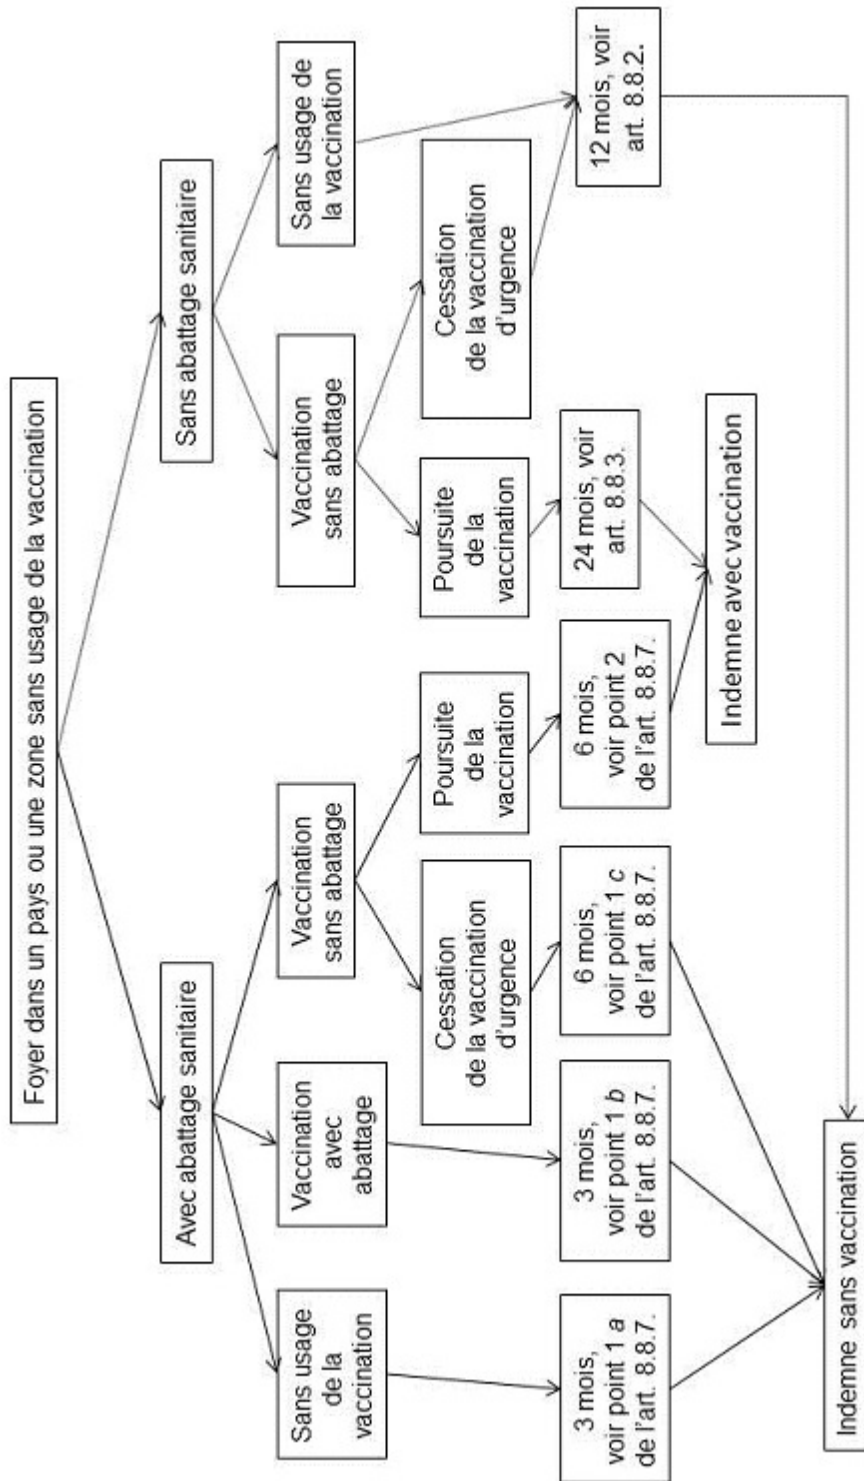 Foyer dans un pays ou une zone sans usage de la vaccination
Avec abattage sanitaire
Sans abattage sanitaire
Sans usage
de la
vaccination
Vaccination
avec
abattage
Vaccination
sans abattage
Vaccination
sans abattage
Sans usage de
la vaccination
Cessation
de la vaccination
d'urgence
Poursuite
de la
vaccination
Poursuite
de la
vaccination
Cessation
de la vaccination
d'urgence
3 mois,
voir point 1 a
de l'art. 8.8.7.
3 mois,
voir point 1 b
de l'art. 8.8.7.
6 mois,
voir point 1 c
de l'art. 8.8.7.
6 mois,
voir point 2
de l'art. 8.8.7.
24 mois, voir
art. 8.8.3.
12 mois, voir
art. 8.8.2.
Indemne avec vaccination
Indemne sans vaccination